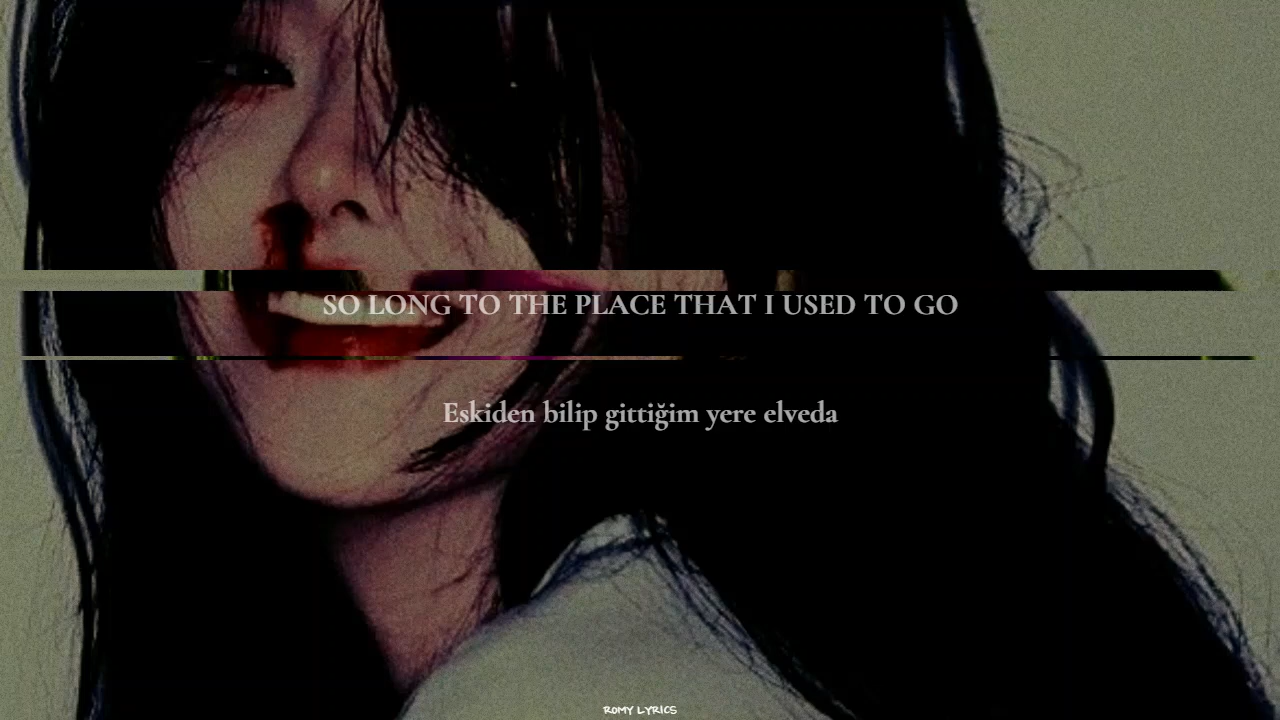 SO LONG TO THE PLACE THAT I USED TO GO
Eskiden bilip gittiğim yere elveda
ROMY LYRICS